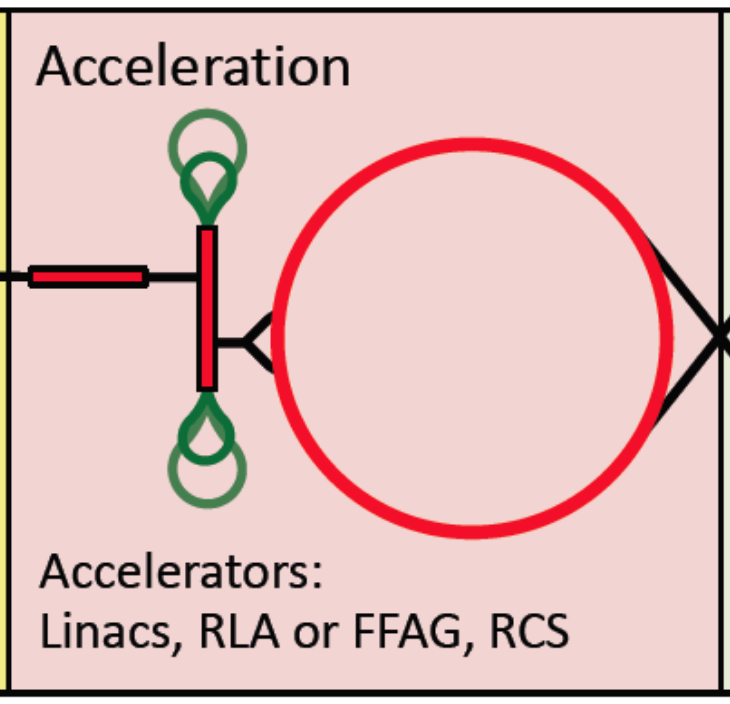 Acceleration
Accelerators:
Linacs, RLA or FFAG, RCS